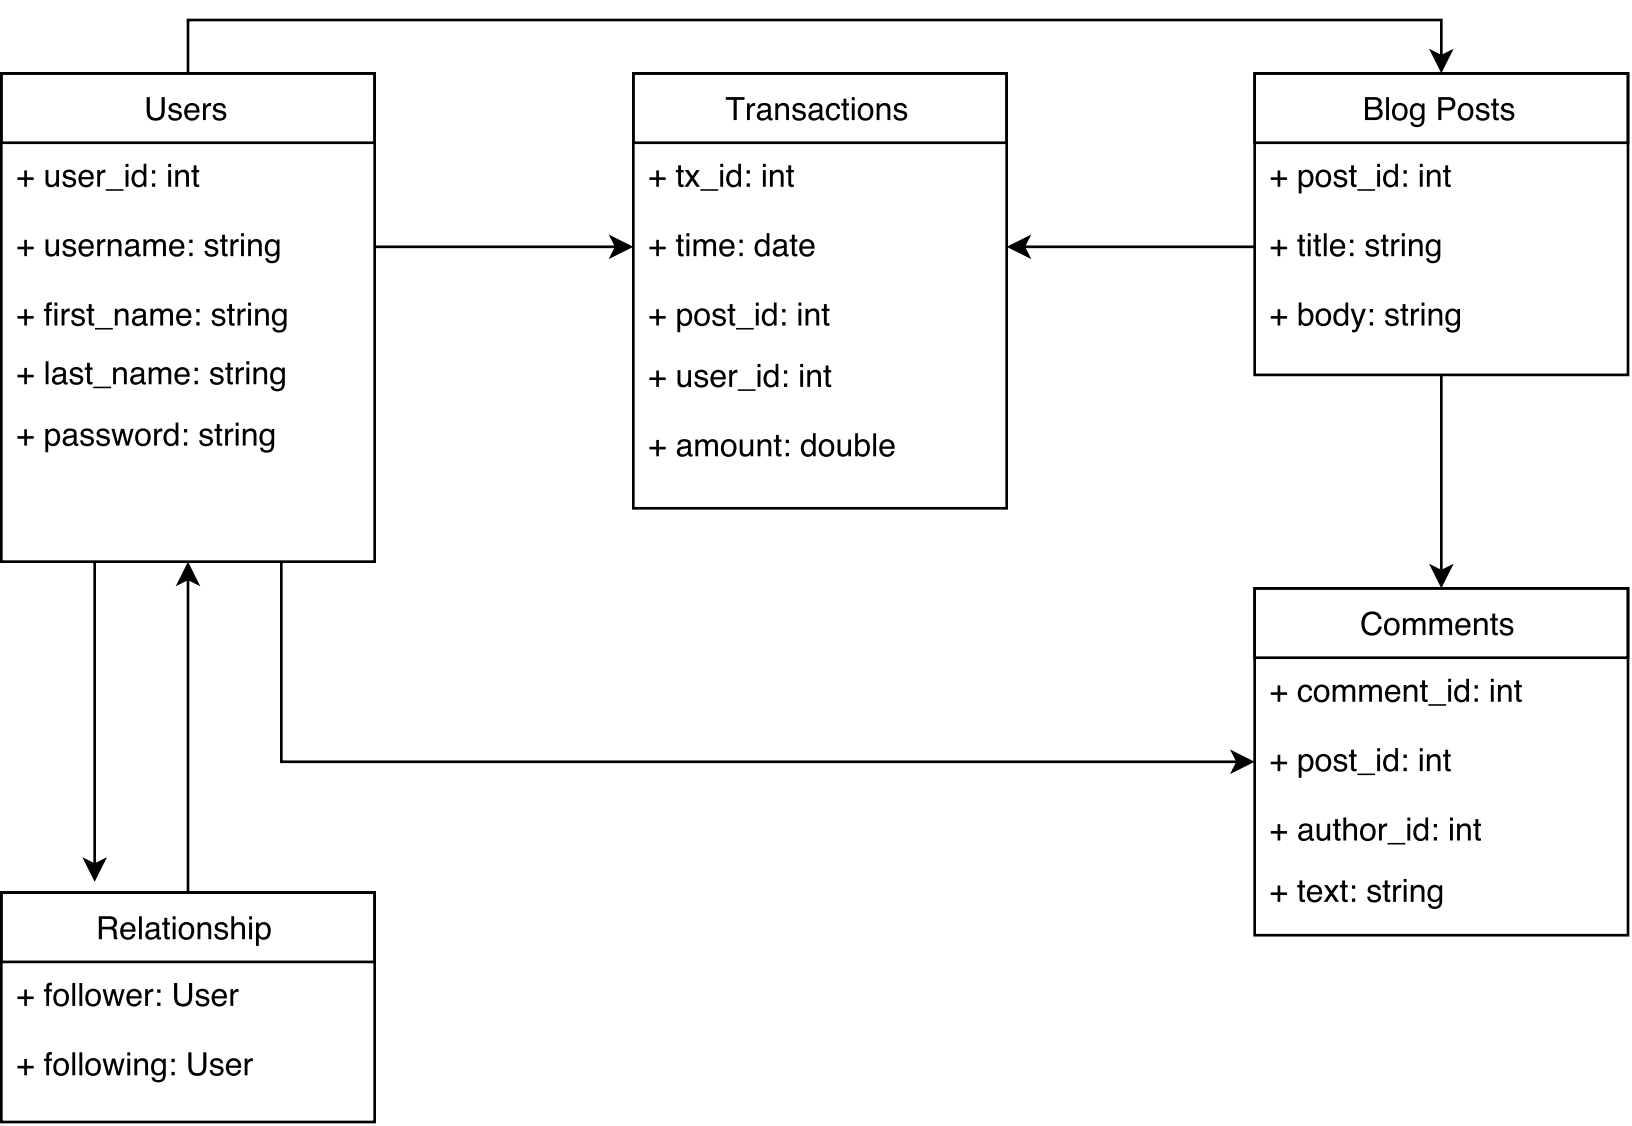 Users
+ user_id: int
+ username: string
+ first_name: string
+ last_name: string
+ password: string
Transactions
+ tx_id: int
+ time: date
+ post_id: int
+ user_id: int
+ amount: double
Blog Posts
+ post_id: int
+ title: string
+ body: string
Comments
+ comment_id: int
+ post_id: int
+ author_id: int
+ text: string
Relationship
+ follower: User
+ following: User